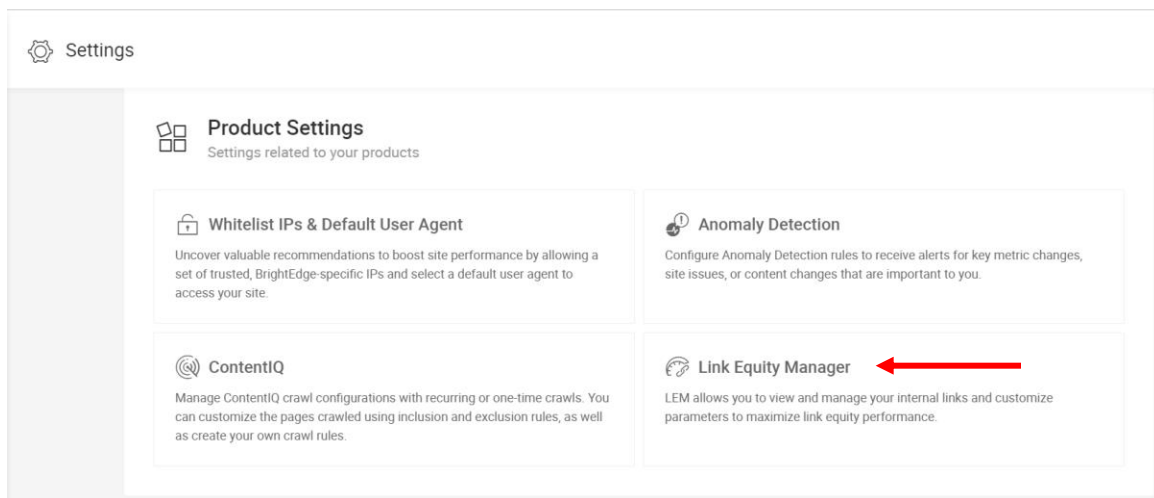 Settings
Product Settings
Settings related to your products
Whitelist IPs & Default User Agent
Uncover valuable recommendations to boost site performance by allowing a
set of trusted, BrightEdge-specific IPs and select a default user agent to
access your site.
Anomaly Detection
Configure Anomaly Detection rules to receive alerts for key metric changes,
site issues, or content changes that are important to you.
ContentIQ
Manage ContentIQ crawl configurations with recurring or one-time crawls. You
can customize the pages crawled using inclusion and exclusion rules, as well
as create your own crawl rules.
Link Equity Manager
LEM allows you to view and manage your internal links and customize
parameters to maximize link equity performance.